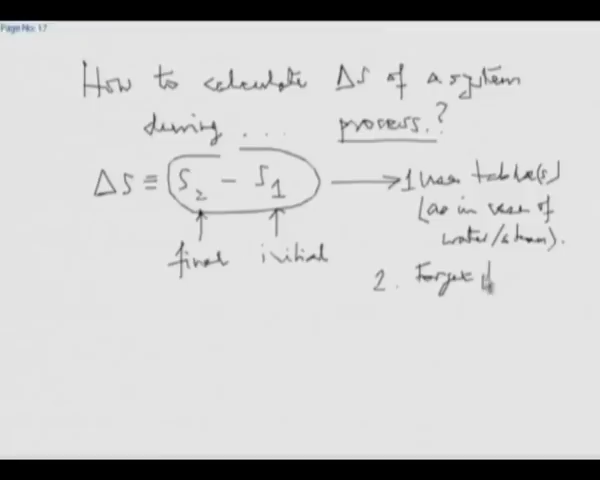 Page No: 17
How to calculate ΔS of a system
during ... process.?
ΔS ≡ S₂ - S₁ → 1 Use table(s)
(as in case of
water/steam).
final initial
2. Forget